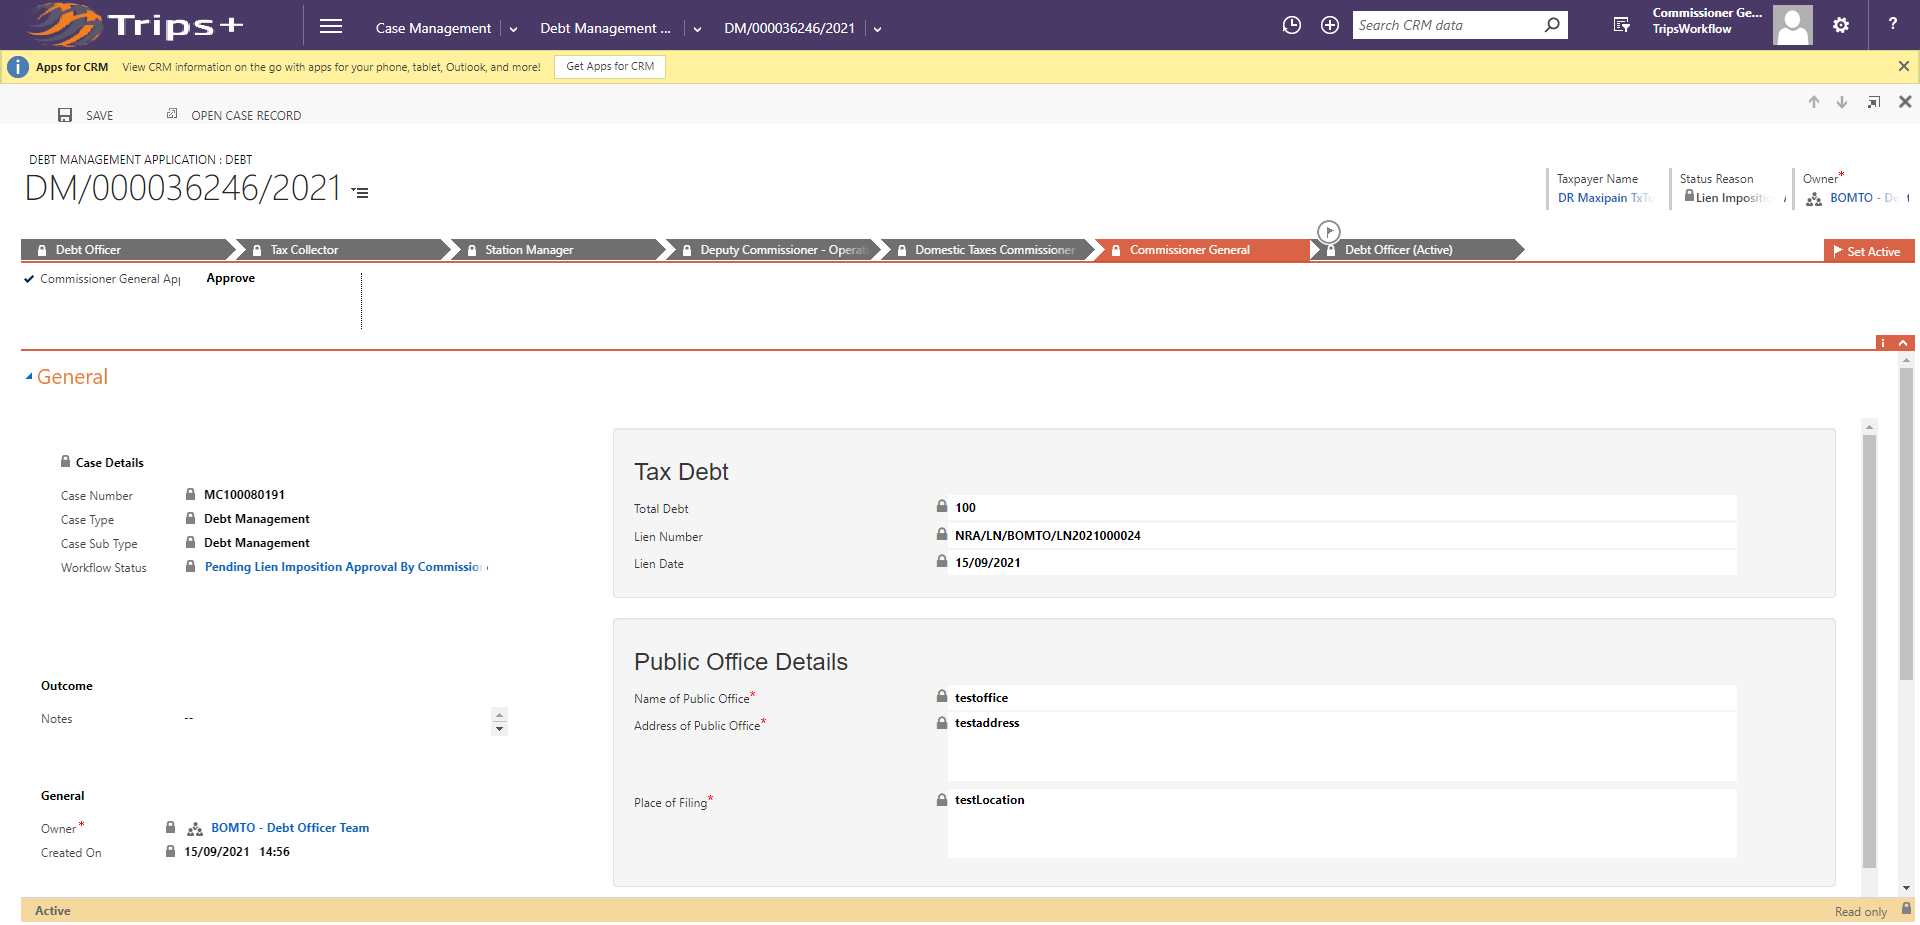 Trips+
Case Management
Debt Management ...
DM/000036246/2021
Search CRM data
Commissioner Ge...
TripsWorkflow
?
i
Apps for CRM View CRM information on the go with apps for your phone, tablet, Outlook, and more!
Get Apps for CRM
SAVE
OPEN CASE RECORD
DEBT MANAGEMENT APPLICATION : DEBT
DM/000036246/2021
Taxpayer Name
DR Maxipain
Status Reason
Lien
Owner*
BOMTO -
Debt Officer
Tax Collector
Station Manager
Deputy Commissioner -
Domestic Taxes Commissioner
Commissioner General
Debt Officer (Active)
Set Active
Commissioner General
Approve
i
General
Case Details
Case Number MC100080191
Case Type Debt Management
Case Sub Type Debt Management
Workflow Status Pending Lien Imposition Approval By
Outcome
Notes --
General
Owner* BOMTO - Debt Officer Team
Created On 15/09/2021 14:56
Tax Debt
Total Debt 100
Lien Number NRA/LN/BOMTO/LN2021000024
Lien Date 15/09/2021
Public Office Details
Name of Public Office* testoffice
Address of Public Office* testaddress
Place of Filing* testLocation
Active
Read only